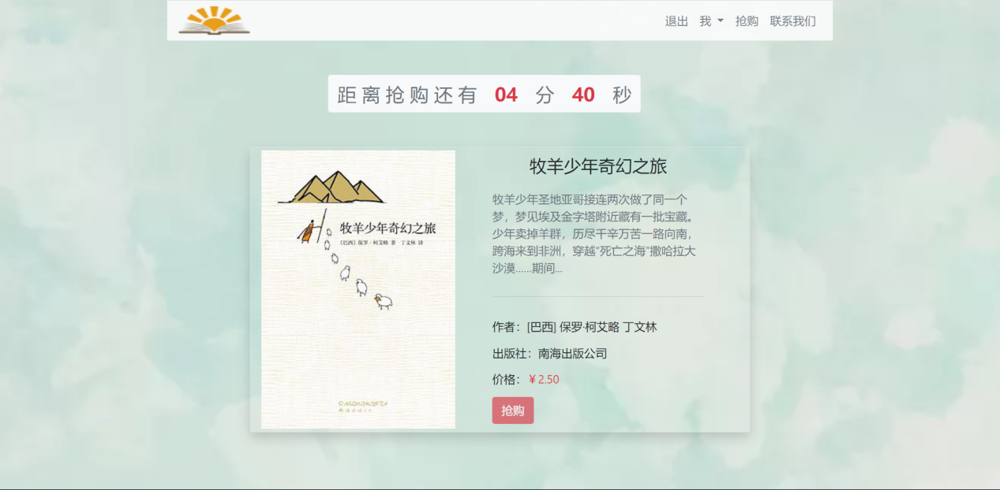 退出 我 抢购 联系我们
距离抢购还有 04 分 40 秒
牧羊少年奇幻之旅
牧羊少年圣地亚哥接连两次做了同一个
梦，梦见埃及金字塔附近藏有一批宝藏。
少年卖掉羊群，历尽千辛万苦一路向南，
跨海来到非洲，穿越“死亡之海”撒哈拉大
沙漠......期间...
作者：[巴西] 保罗·柯艾略 丁文林
出版社：南海出版公司
价格：￥2.50
抢购
牧羊少年奇幻之旅
〔巴西〕保罗·柯艾略 著 丁文林 译
O ALQUIMISTA
南海出版公司